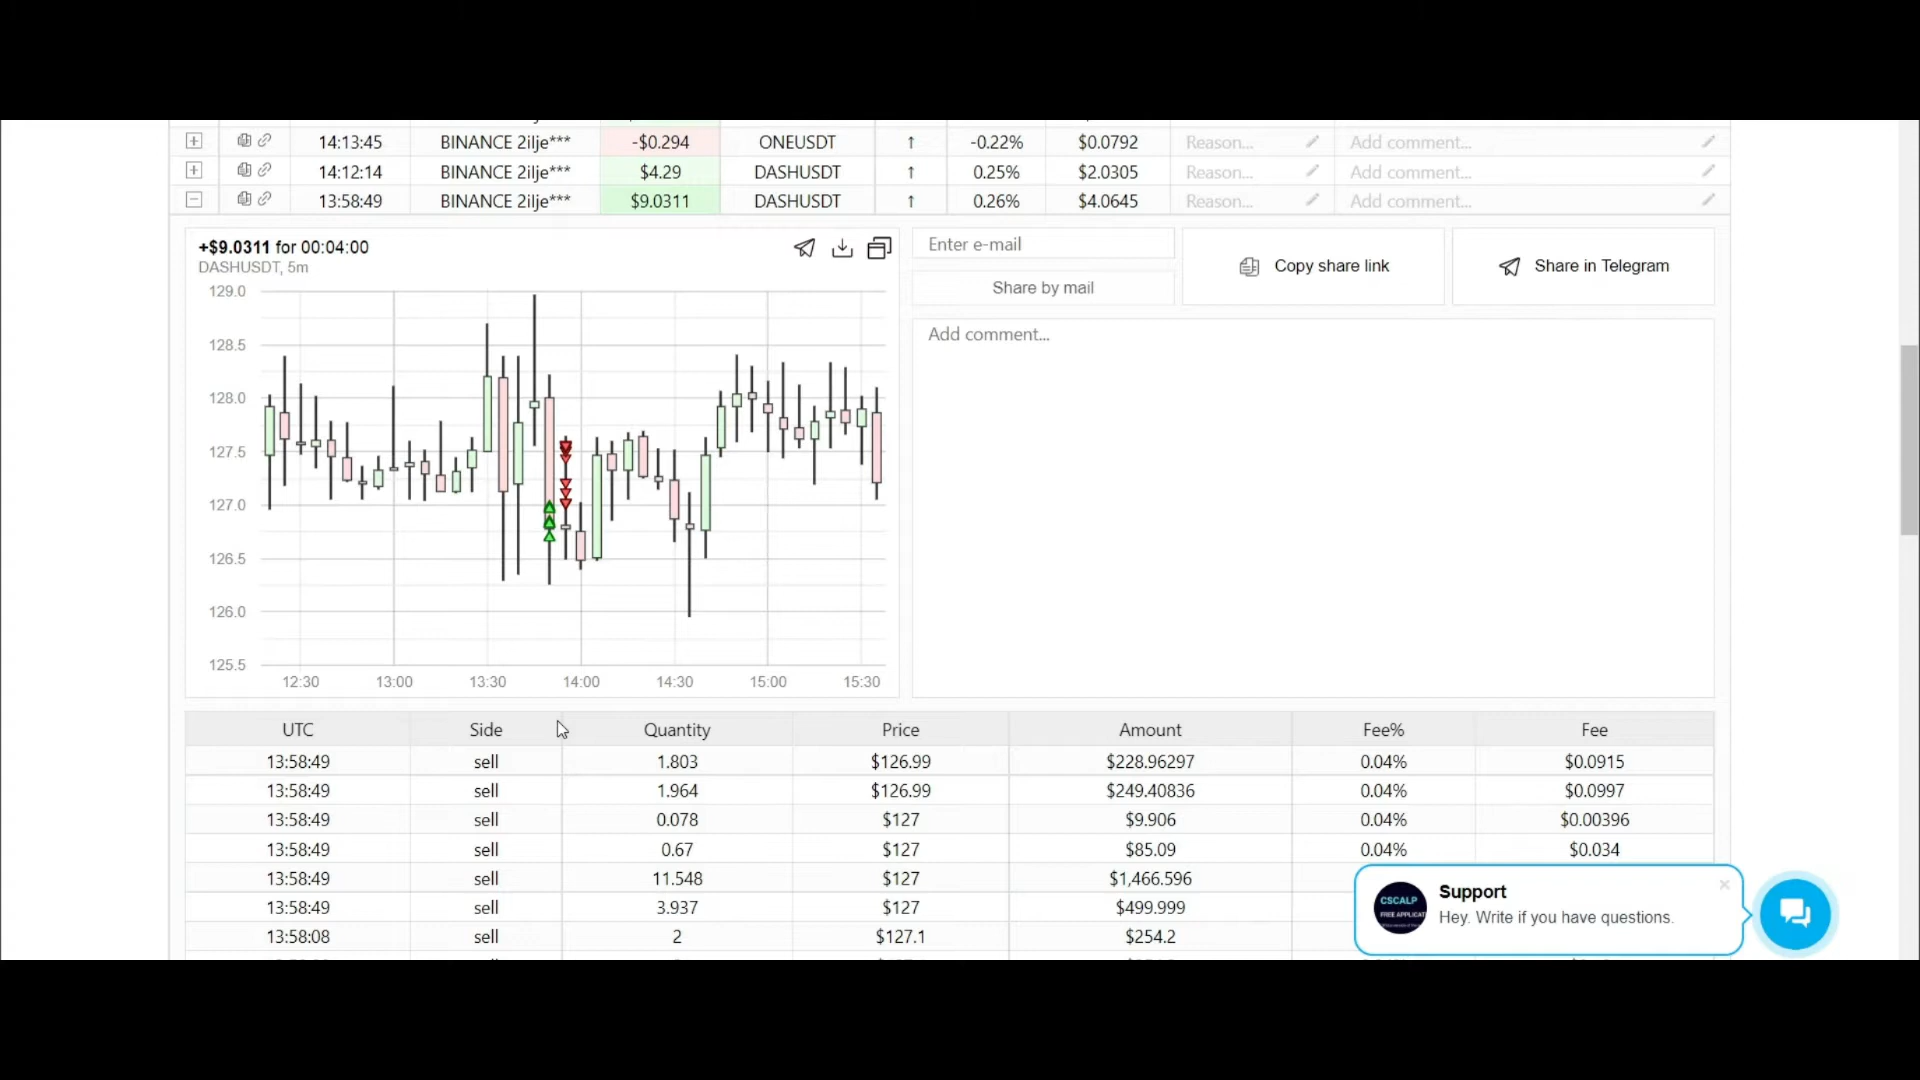 14:13:45 BINANCE 2ilje*** -$0.294 ONEUSDT ↑ -0.22% $0.0792 Reason... Add comment...
14:12:14 BINANCE 2ilje*** $4.29 DASHUSDT ↑ 0.25% $2.0305 Reason... Add comment...
13:58:49 BINANCE 2ilje*** $9.0311 DASHUSDT ↑ 0.26% $4.0645 Reason... Add comment...
+$9.0311 for 00:04:00
DASHUSDT, 5m
129.0
128.5
128.0
127.5
127.0
126.5
126.0
125.5
12:30 13:00 13:30 14:00 14:30 15:00 15:30
Enter e-mail
Share by mail
Copy share link
Share in Telegram
Add comment...
UTC Side Quantity Price Amount Fee% Fee
13:58:49 sell 1.803 $126.99 $228.96297 0.04% $0.0915
13:58:49 sell 1.964 $126.99 $249.40836 0.04% $0.0997
13:58:49 sell 0.078 $127 $9.906 0.04% $0.00396
13:58:49 sell 0.67 $127 $85.09 0.04% $0.034
13:58:49 sell 11.548 $127 $1,466.596
13:58:49 sell 3.937 $127 $499.999
13:58:08 sell 2 $127.1 $254.2
CSCALP
FREE APPLICAT
Support
Hey. Write if you have questions.